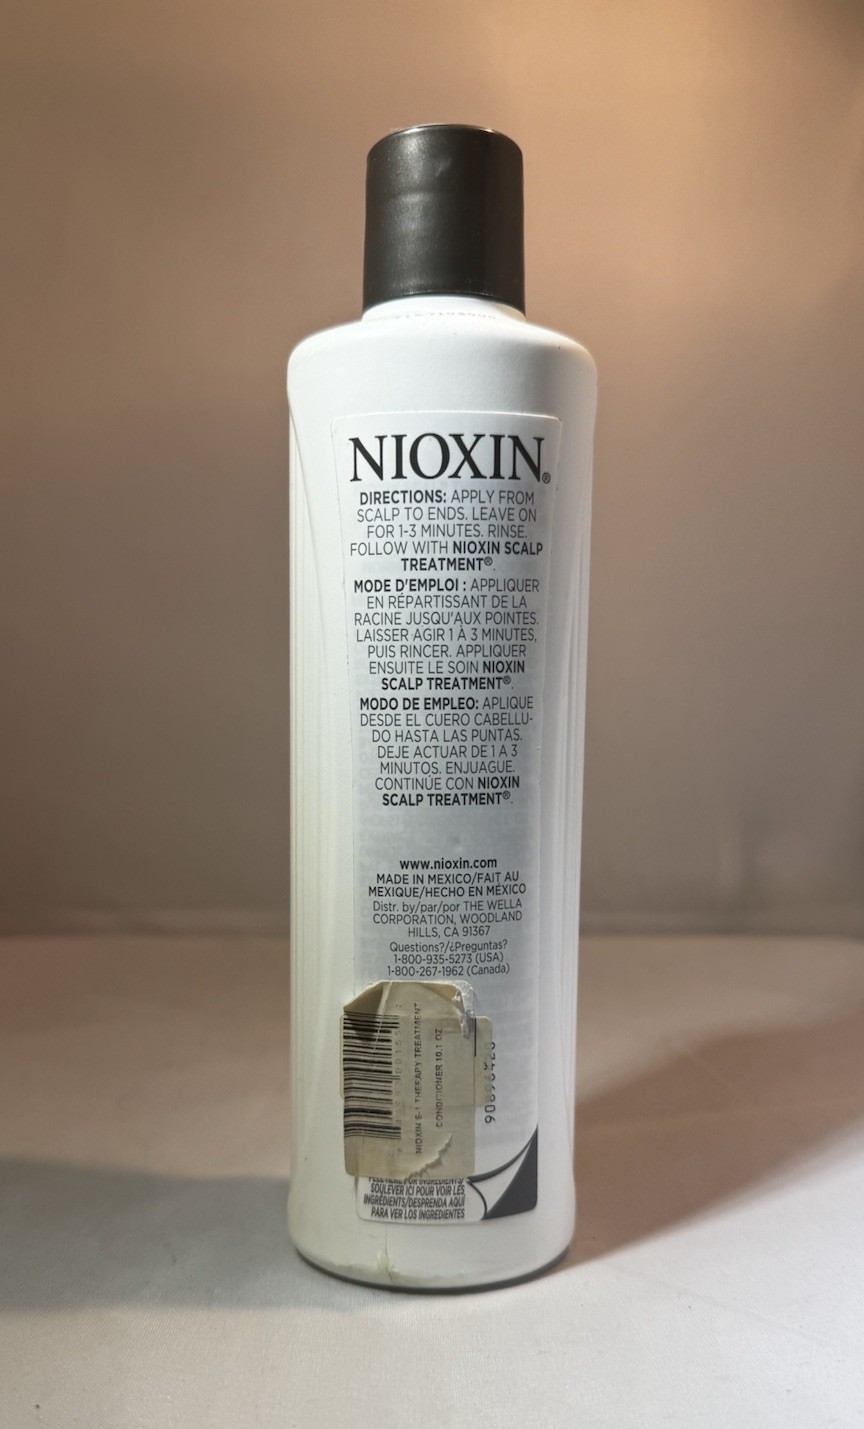 NIOXIN®
DIRECTIONS: APPLY FROM
SCALP TO ENDS. LEAVE ON
FOR 1-3 MINUTES. RINSE.
FOLLOW WITH NIOXIN SCALP
TREATMENT®.
MODE D'EMPLOI : APPLIQUER
EN RÉPARTISSANT DE LA
RACINE JUSQU'AUX POINTES.
LAISSER AGIR 1 À 3 MINUTES,
PUIS RINCER. APPLIQUER
ENSUITE LE SOIN NIOXIN
SCALP TREATMENT®.
MODO DE EMPLEO: APLIQUE
DESDE EL CUERO CABELLU-
DO HASTA LAS PUNTAS.
DEJE ACTUAR DE 1 A 3
MINUTOS. ENJUAGUE.
CONTINÚE CON NIOXIN
SCALP TREATMENT®.
www.nioxin.com
MADE IN MEXICO/FAIT AU
MEXIQUE/HECHO EN MÉXICO
Distr. by/par/por THE WELLA
CORPORATION, WOODLAND
HILLS, CA 91367
Questions?/¿Preguntas?
1-800-935-5273 (USA)
1-800-267-1962 (Canada)
NIOXIN THERAPY TREATMENT
CONDITIONER 10.1 OZ
PEEL HERE FOR INGREDIENTS/
SOULEVER ICI POUR VOIR LES
INGRÉDIENTS/DESPRENDA AQUÍ
PARA VER LOS INGREDIENTES